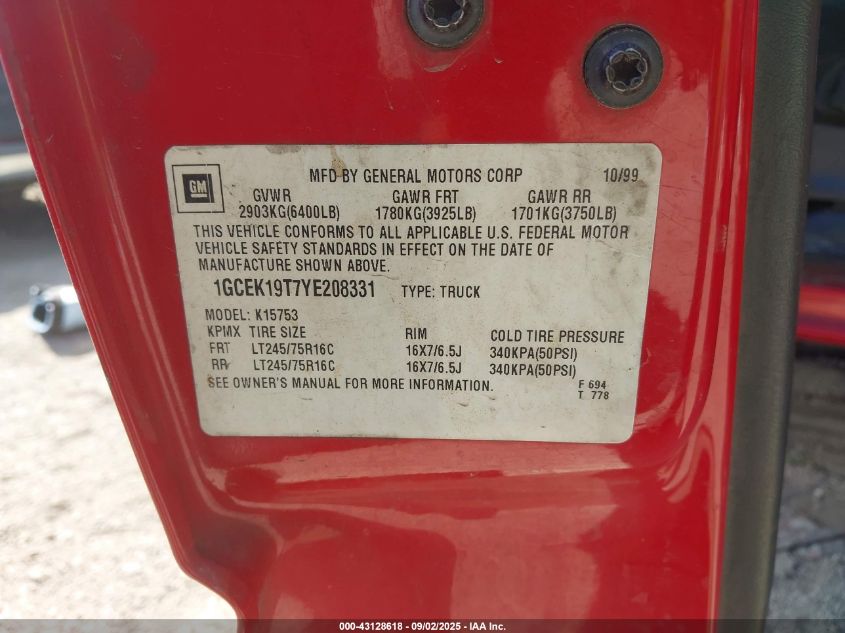 GM
MFD BY GENERAL MOTORS CORP 10/99
GVWR GAWR FRT GAWR RR
2903KG(6400LB) 1780KG(3925LB) 1701KG(3750LB)
THIS VEHICLE CONFORMS TO ALL APPLICABLE U.S. FEDERAL MOTOR
VEHICLE SAFETY STANDARDS IN EFFECT ON THE DATE OF
MANUFACTURE SHOWN ABOVE.
1GCEK19T7YE208331 TYPE: TRUCK
MODEL: K15753
KPMX TIRE SIZE RIM COLD TIRE PRESSURE
FRT LT245/75R16C 16X7/6.5J 340KPA(50PSI)
RR LT245/75R16C 16X7/6.5J 340KPA(50PSI)
SEE OWNER'S MANUAL FOR MORE INFORMATION.
F 694
T 778
000-43128618 - 09/02/2025 - IAA Inc.